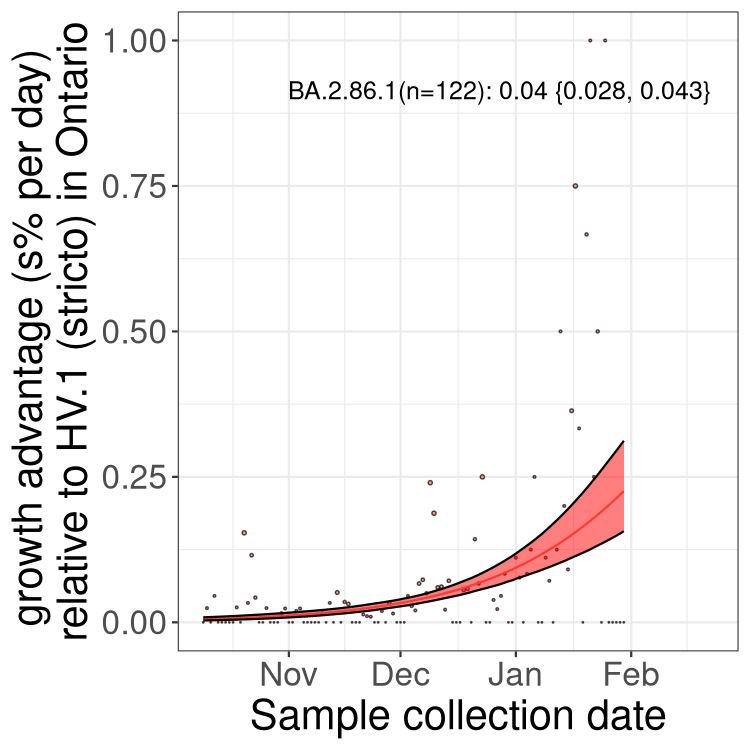 growth advantage (s% per day)
relative to HV.1 (stricto) in Ontario
1.00
0.75
0.50
0.25
0.00
BA.2.86.1(n=122): 0.04 {0.028, 0.043}
Nov Dec Jan Feb
Sample collection date